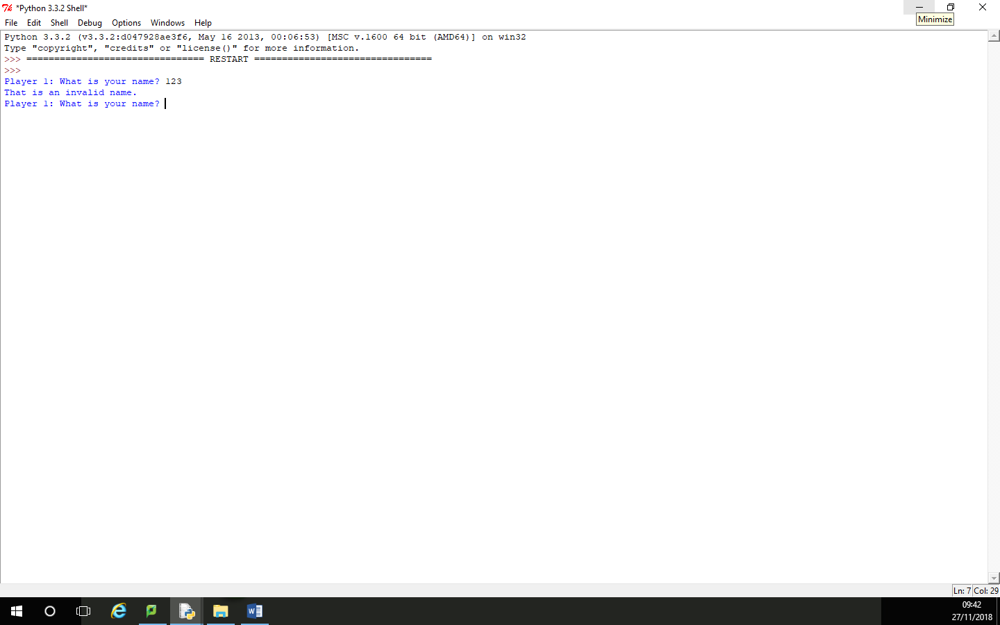 *Python 3.3.2 Shell*
Minimize
File Edit Shell Debug Options Windows Help
Python 3.3.2 (v3.3.2:d047928ae3f6, May 16 2013, 00:06:53) [MSC v.1600 64 bit (AMD64)] on win32
Type "copyright", "credits" or "license()" for more information.
>>> ================================ RESTART ================================
>>>
Player 1: What is your name? 123
That is an invalid name.
Player 1: What is your name?
Ln: 7 Col: 29
09:42
27/11/2018